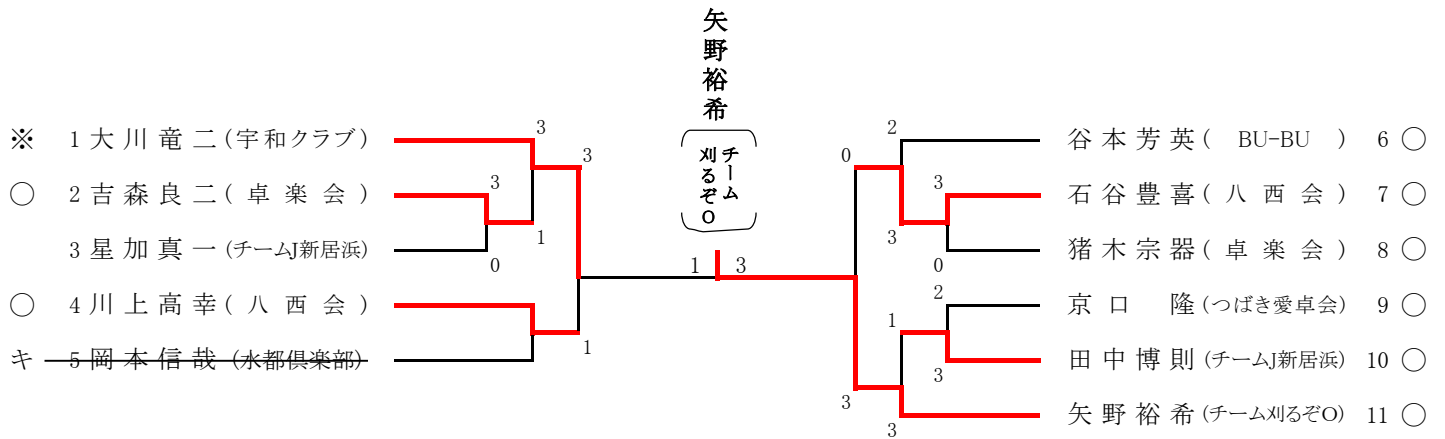 矢野裕希
チーム
刈るぞO
※ 1 大川竜二 (宇和クラブ)
○ 2 吉森良二 (卓楽会)
3 星加真一 (チームJ新居浜)
○ 4 川上高幸 (八西会)
キ 5 岡本信哉 (水都倶楽部)
3
3
3
1
0
1
1 3
2
0
3
3
0
2
1
3
3
3
谷本芳英 ( BU-BU ) 6 ○
石谷豊喜 (八西会) 7 ○
猪木宗器 (卓楽会) 8 ○
京口 隆 (つばき愛卓会) 9 ○
田中博則 (チームJ新居浜) 10 ○
矢野裕希 (チーム刈るぞO) 11 ○